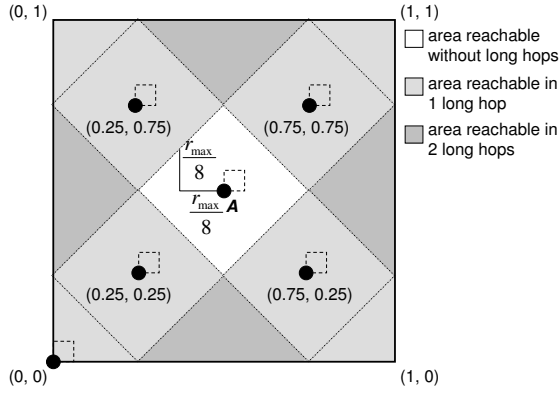 (0, 1)
(1, 1)
area reachable
without long hops
area reachable in
1 long hop
area reachable in
2 long hops
(0.25, 0.75)
(0.75, 0.75)
r_max
8
r_max
8
A
(0.25, 0.25)
(0.75, 0.25)
(0, 0)
(1, 0)